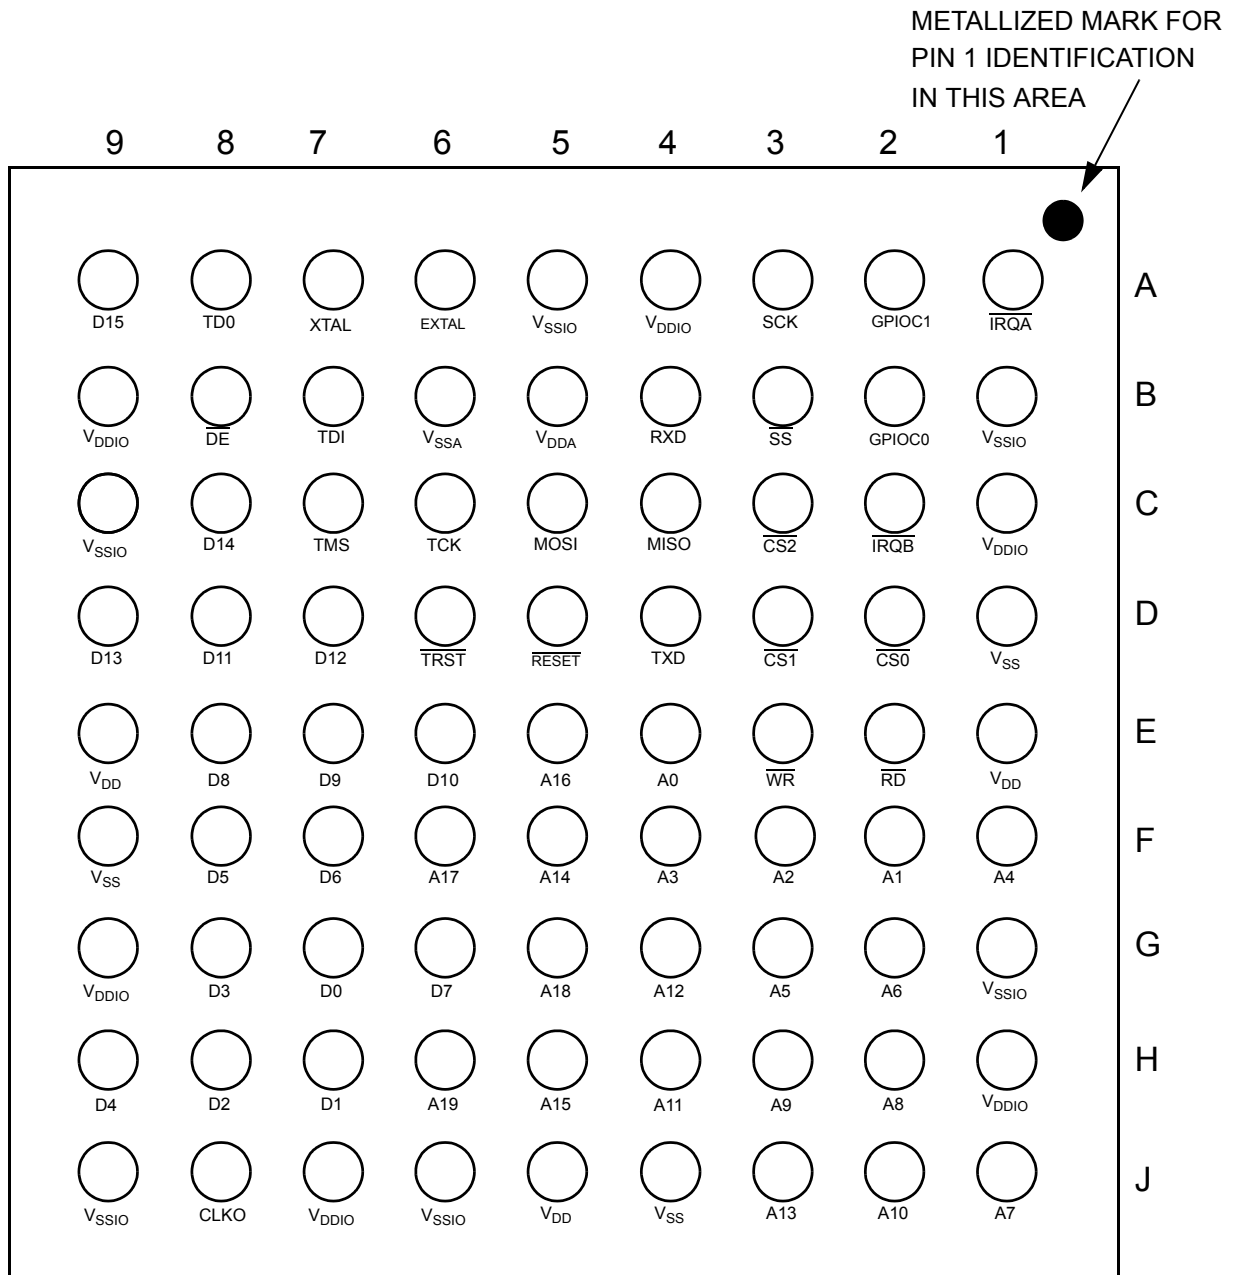 METALLIZED MARK FOR
PIN 1 IDENTIFICATION
IN THIS AREA
9 8 7 6 5 4 3 2 1
A
D15 TD0 XTAL EXTAL VSSIO VDDIO SCK GPIOC1 IRQA
B
VDDIO DE TDI VSSA VDDA RXD SS GPIOC0 VSSIO
C
VSSIO D14 TMS TCK MOSI MISO CS2 IRQB VDDIO
D
D13 D11 D12 TRST RESET TXD CS1 CS0 VSS
E
VDD D8 D9 D10 A16 A0 WR RD VDD
F
VSS D5 D6 A17 A14 A3 A2 A1 A4
G
VDDIO D3 D0 D7 A18 A12 A5 A6 VSSIO
H
D4 D2 D1 A19 A15 A11 A9 A8 VDDIO
J
VSSIO CLKO VDDIO VSSIO VDD VSS A13 A10 A7